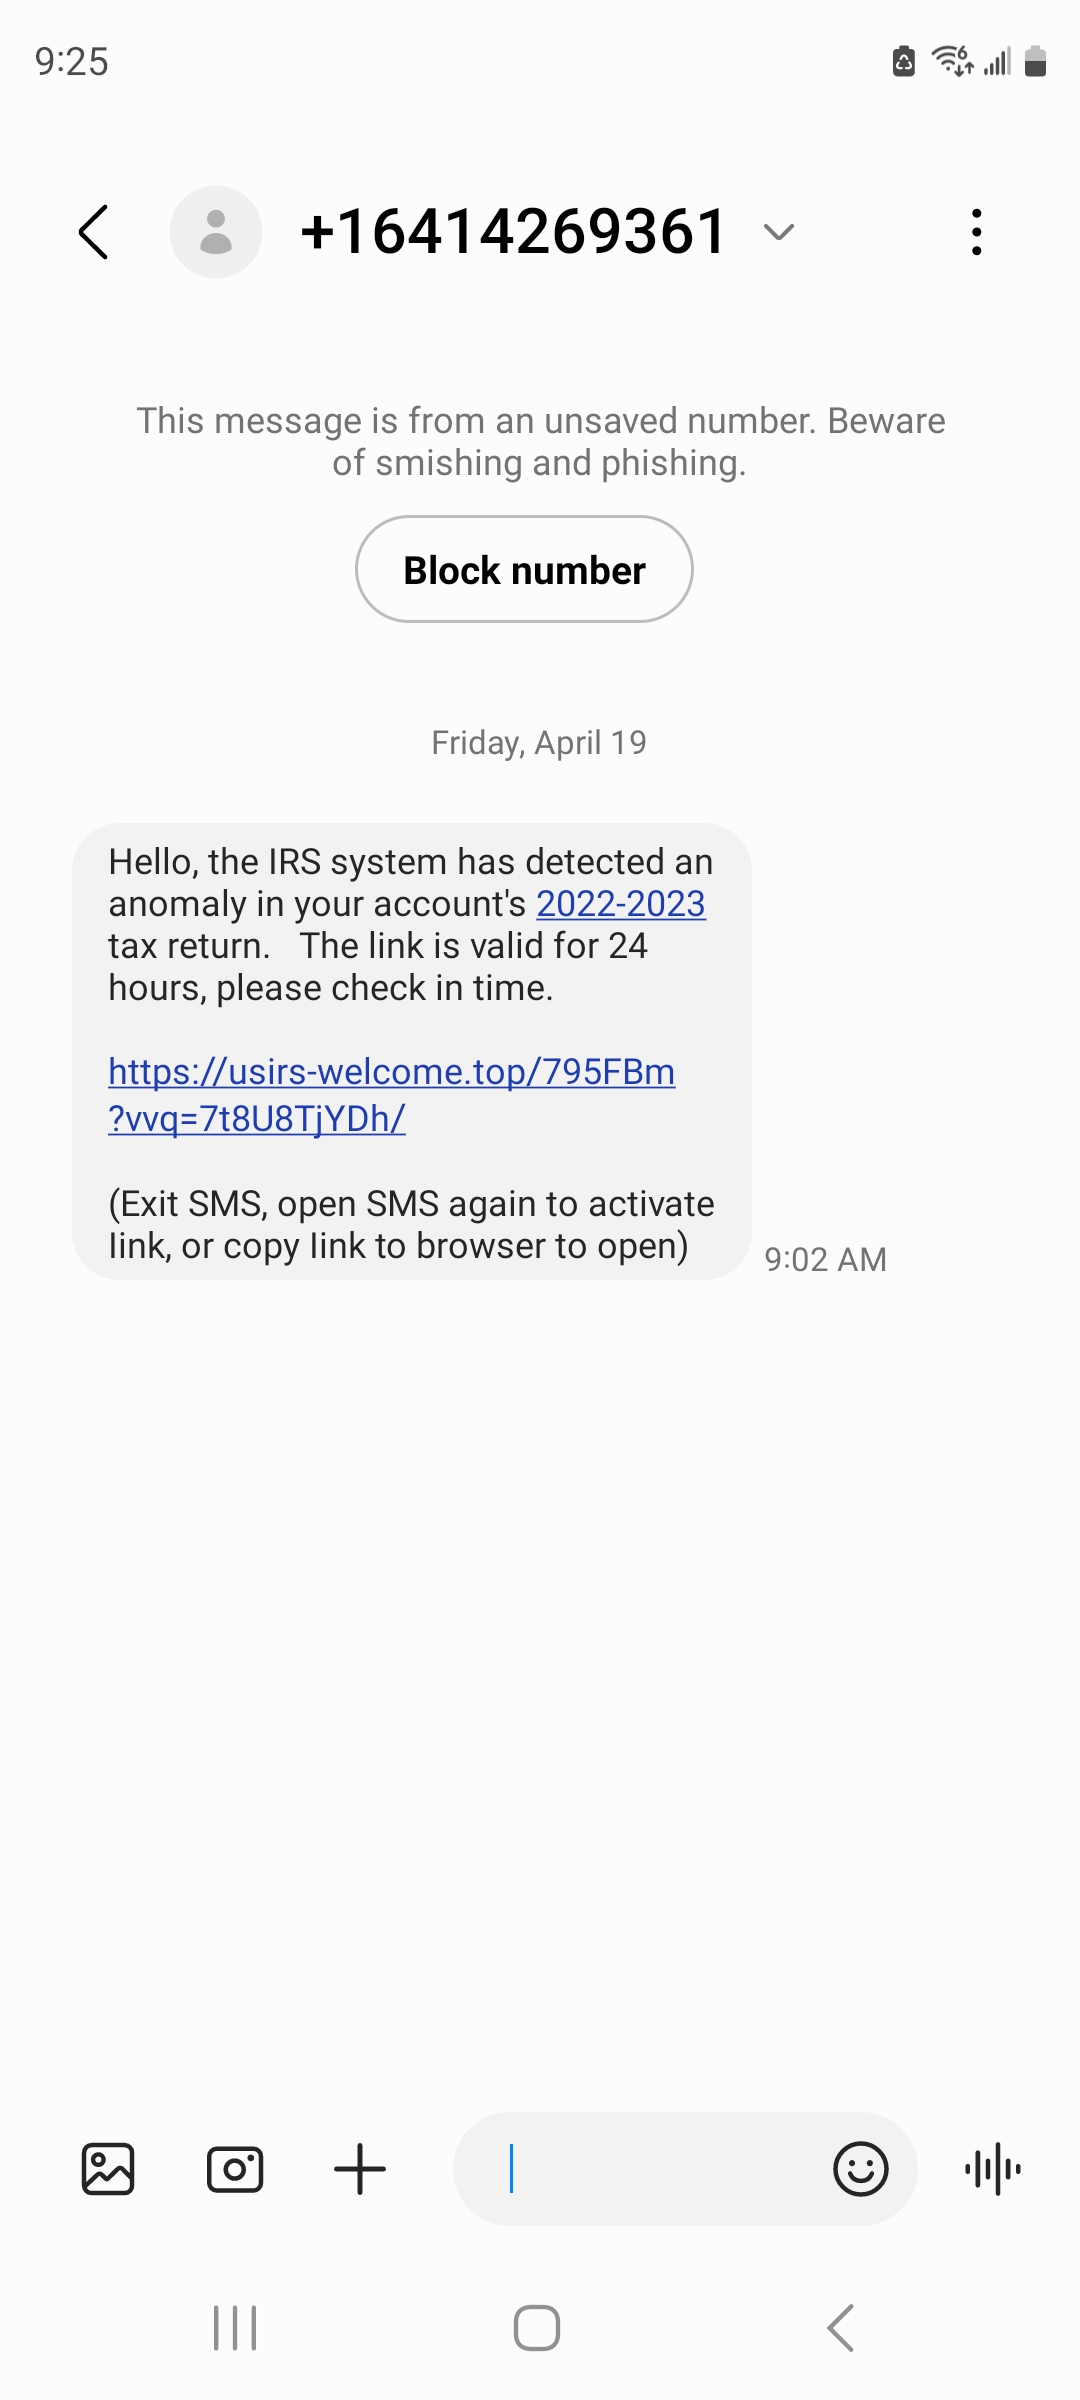 9:25
6
+16414269361
This message is from an unsaved number. Beware
of smishing and phishing.
Block number
Friday, April 19
Hello, the IRS system has detected an
anomaly in your account's 2022-2023
tax return.   The link is valid for 24
hours, please check in time.
https://usirs-welcome.top/795FBm
?vvq=7t8U8TjYDh/
(Exit SMS, open SMS again to activate
link, or copy link to browser to open)
9:02 AM